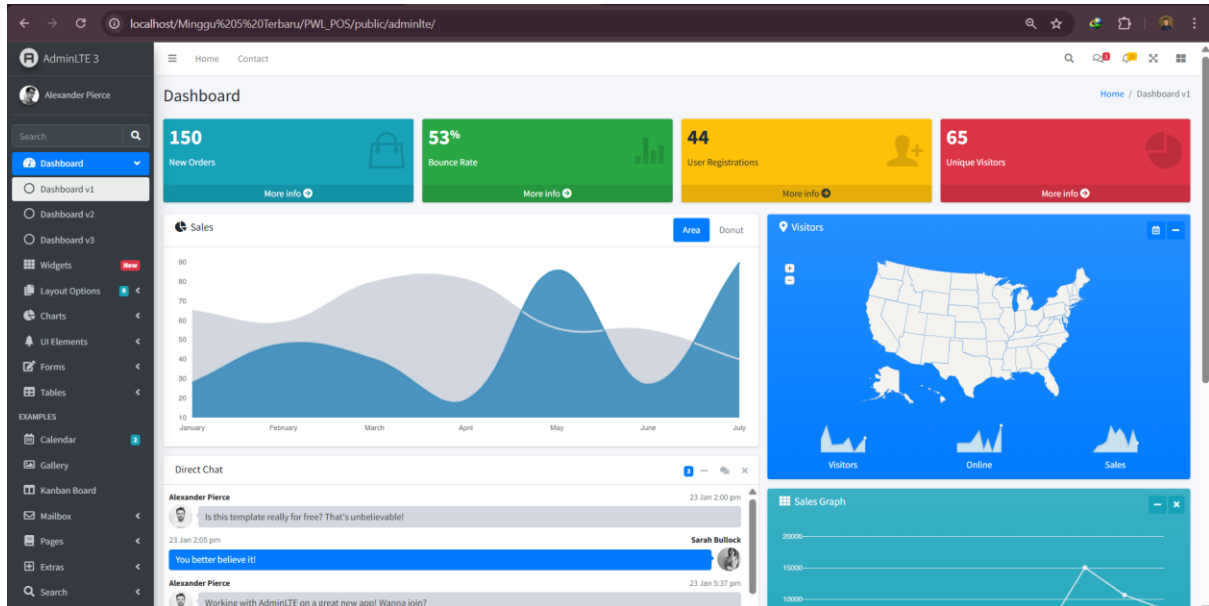 localhost/Minggu%205%20Terbaru/PWL_POS/public/adminlte/
AdminLTE 3
Home Contact
Alexander Pierce
Dashboard
Home / Dashboard v1
Search
Dashboard
Dashboard v1
Dashboard v2
Dashboard v3
Widgets New
Layout Options 6
Charts
UI Elements
Forms
Tables
EXAMPLES
Calendar 2
Gallery
Kanban Board
Mailbox
Pages
Extras
Search
150
New Orders
More info
53%
Bounce Rate
More info
44
User Registrations
More info
65
Unique Visitors
More info
Sales
Area Donut
90
80
70
60
50
40
30
20
10
January February March April May June July
Visitors
+
−
Visitors Online Sales
Direct Chat 3
Alexander Pierce 23 Jan 2:00 pm
Is this template really for free? That's unbelievable!
23 Jan 2:05 pm Sarah Bullock
You better believe it!
Alexander Pierce 23 Jan 5:37 pm
Working with AdminLTE on a great new app! Wanna join?
Sales Graph
20000
15000
10000